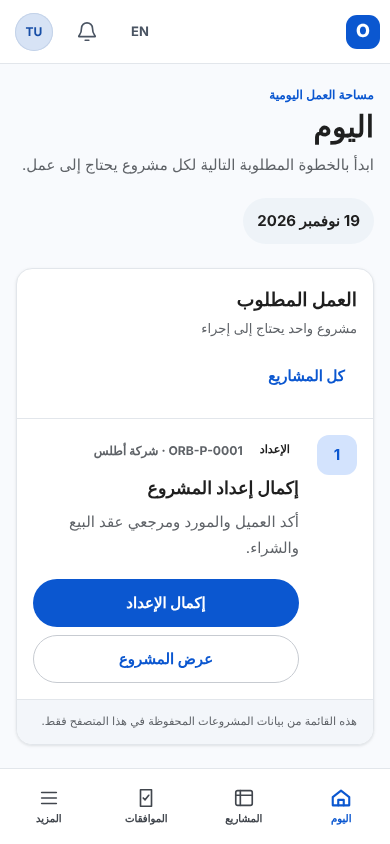 O
EN
TU
مساحة العمل اليومية
اليوم
ابدأ بالخطوة المطلوبة التالية لكل مشروع يحتاج إلى عمل.
19 نوفمبر 2026
العمل المطلوب
مشروع واحد يحتاج إلى إجراء
كل المشاريع
1
الإعداد
ORB-P-0001 · شركة أطلس
إكمال إعداد المشروع
أكد العميل والمورد ومرجعي عقد البيع
والشراء.
إكمال الإعداد
عرض المشروع
هذه القائمة من بيانات المشروعات المحفوظة في هذا المتصفح فقط.
اليوم
المشاريع
الموافقات
المزيد